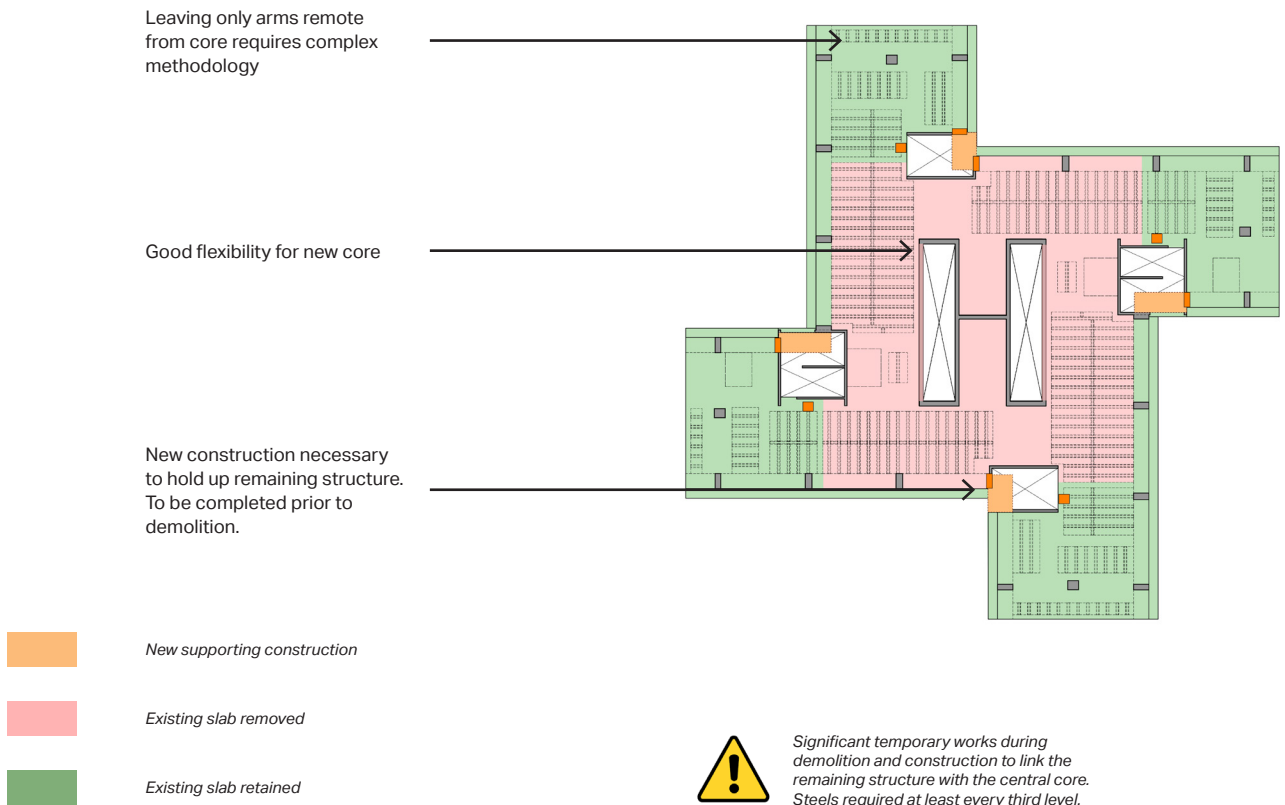 Leaving only arms remote
from core requires complex
methodology
Good flexibility for new core
New construction necessary
to hold up remaining structure.
To be completed prior to
demolition.
New supporting construction
Existing slab removed
Existing slab retained
Significant temporary works during
demolition and construction to link the
remaining structure with the central core.
Steels required at least every third level.